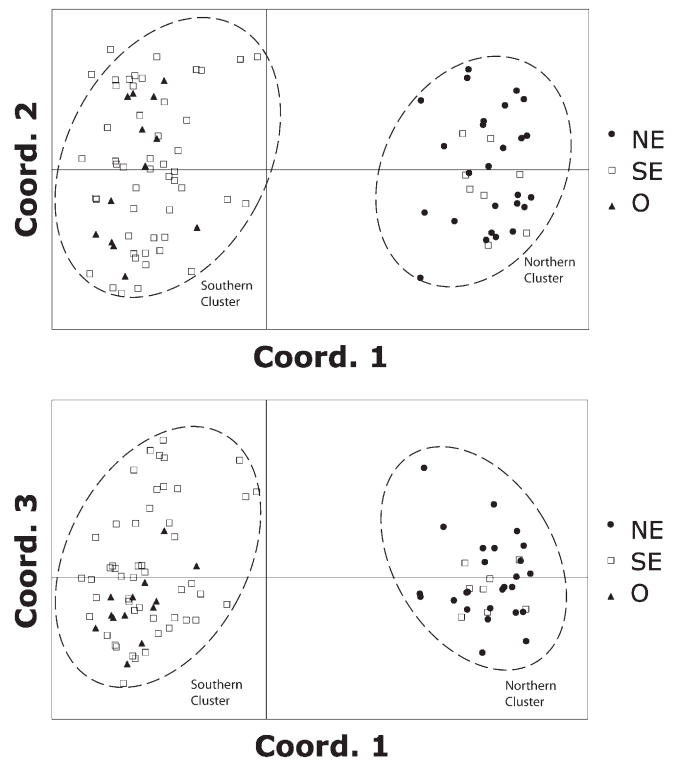 Coord. 2
NE
SE
O
Southern
Cluster
Northern
Cluster
Coord. 1
Coord. 3
NE
SE
O
Southern
Cluster
Northern
Cluster
Coord. 1